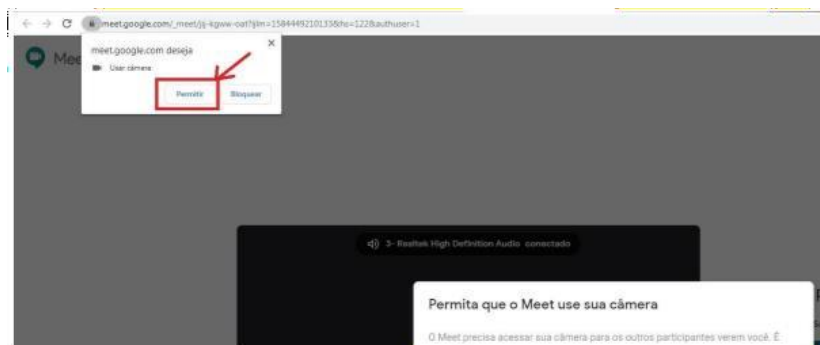 meet.google.com/_meet/jij-kgww-oat?ijlm=1584449210133&hs=122&authuser=1
Meet
meet.google.com deseja
Usar câmera
Permitir Bloquear
3- Realtek High Definition Audio conectado
Permita que o Meet use sua câmera
O Meet precisa acessar sua câmera para os outros participantes verem você. É